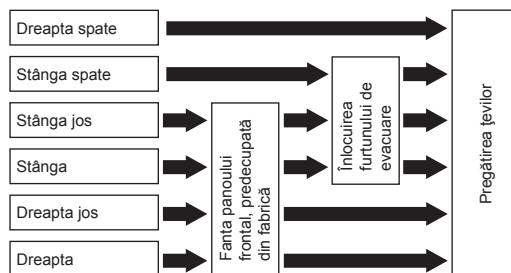 Dreapta spate
Stânga spate
Stânga jos
Stânga
Dreapta jos
Dreapta
Fanta panoului
frontal, predecupată
din fabrică
Înlocuirea
furtunului de
evacuare
Pregătirea ţevilor